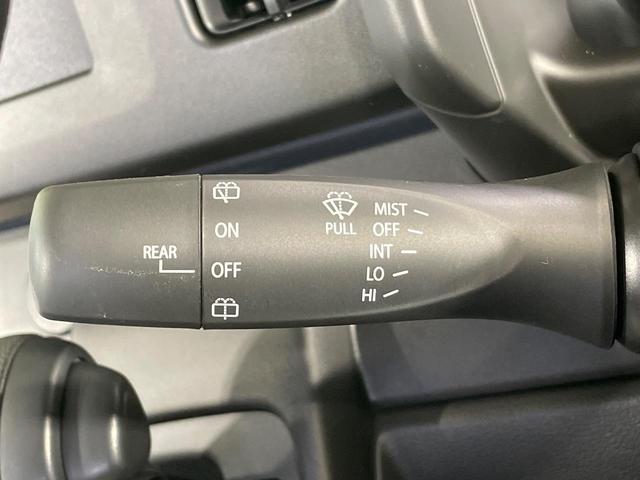 REAR
ON
OFF
PULL
MIST
OFF
INT
LO
HI